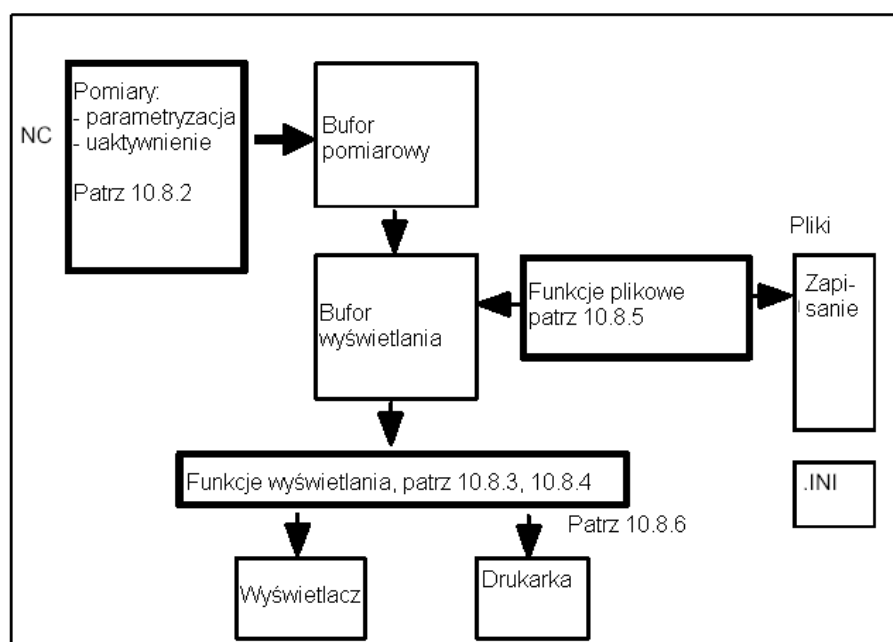 NC
Pomiary:
- parametryzacja
- uaktywnienie
Patrz 10.8.2
Bufor
pomiarowy
Bufor
wyświetlania
Funkcje plikowe
patrz 10.8.5
Pliki
Zapi-
sanie
.INI
Funkcje wyświetlania, patrz 10.8.3, 10.8.4
Patrz 10.8.6
Wyświetlacz
Drukarka